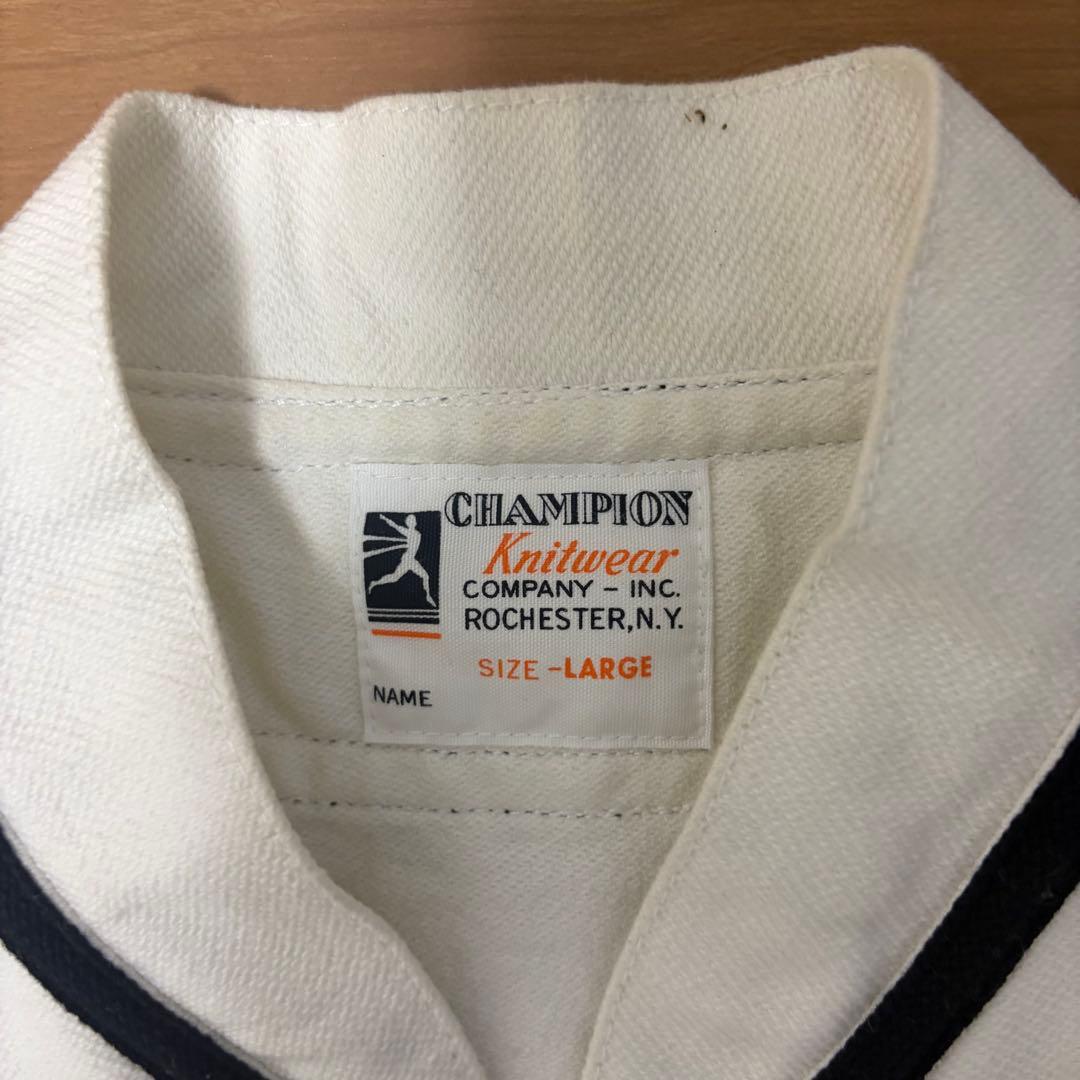 CHAMPION
Knitwear
COMPANY - INC.
ROCHESTER, N.Y.
SIZE - LARGE
NAME